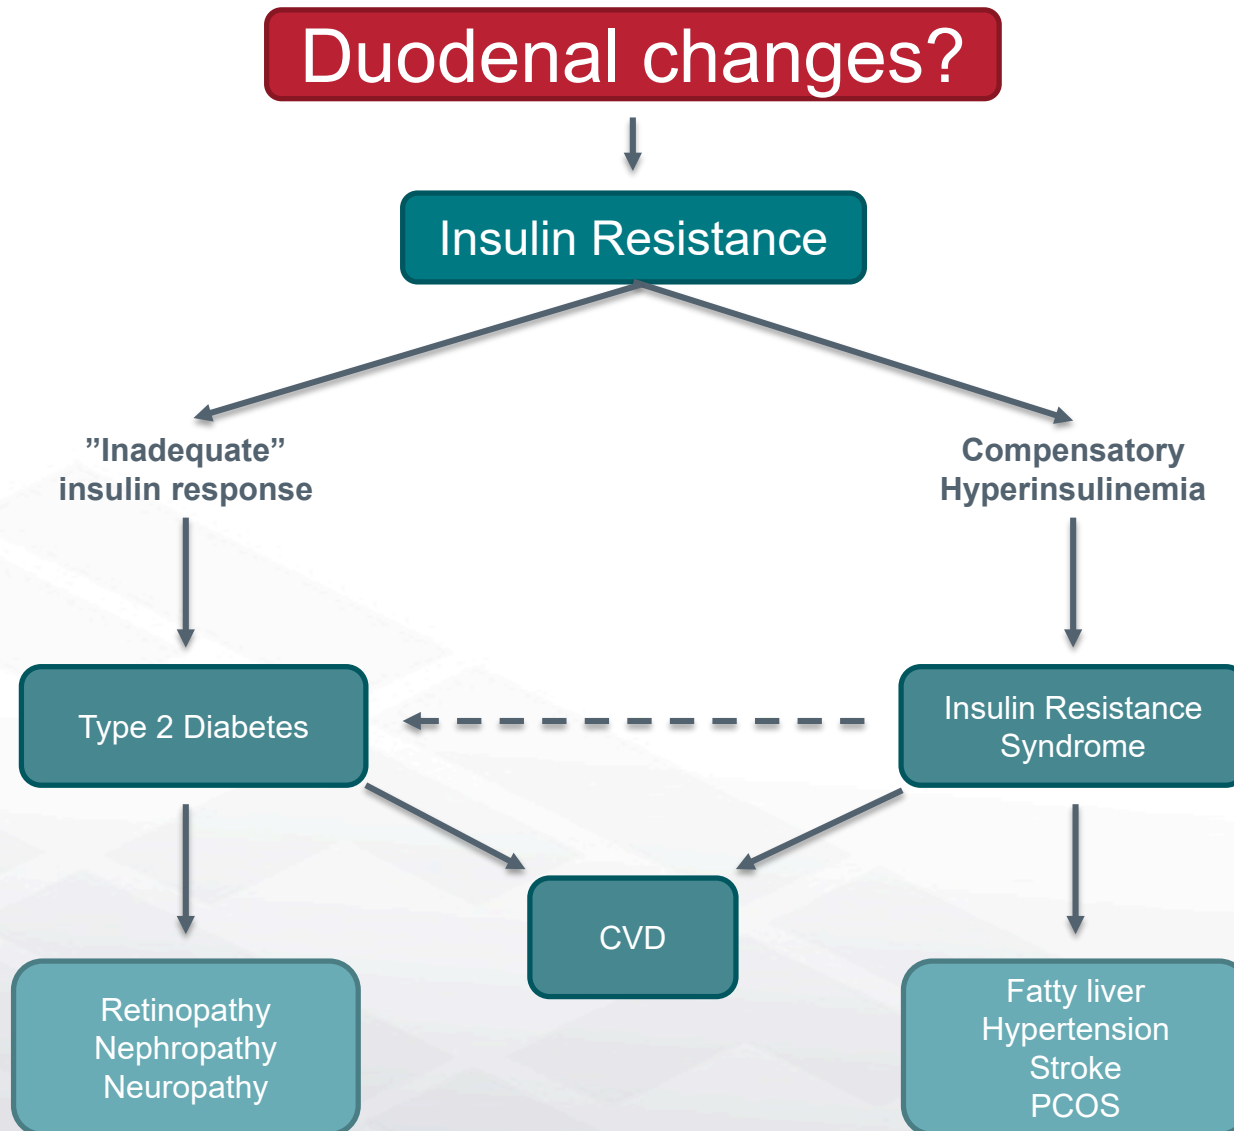 Duodenal changes?
Insulin Resistance
”Inadequate”
insulin response
Compensatory
Hyperinsulinemia
Type 2 Diabetes
Insulin Resistance
Syndrome
CVD
Retinopathy
Nephropathy
Neuropathy
Fatty liver
Hypertension
Stroke
PCOS